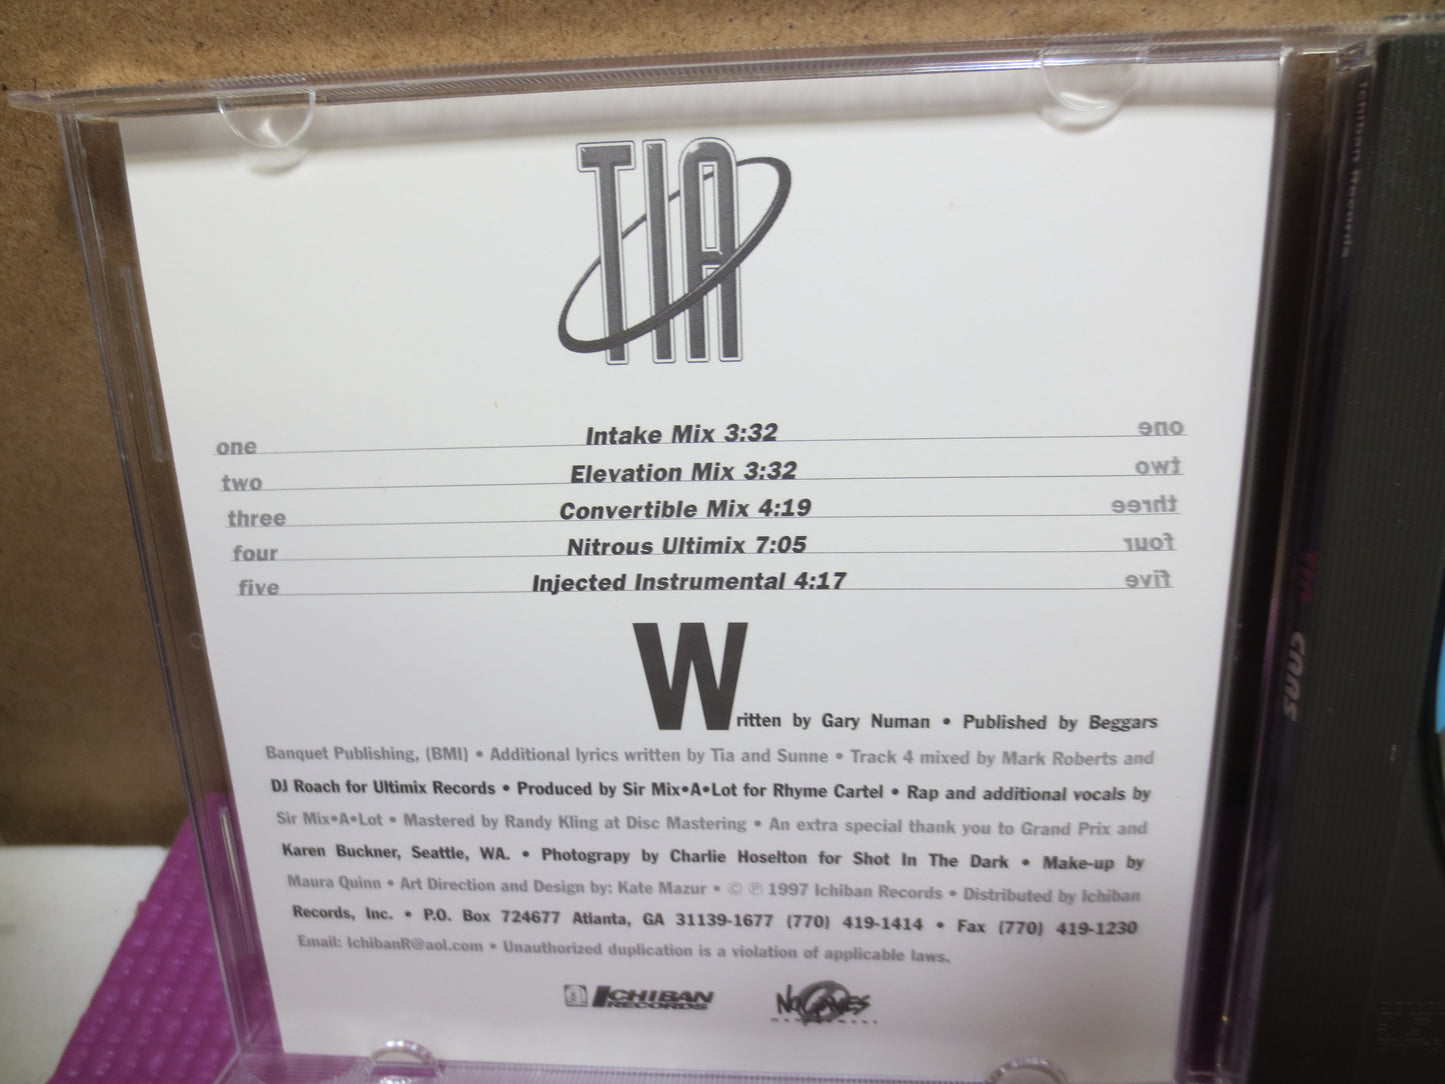 TIA
one Intake Mix 3:32 one
two Elevation Mix 3:32 two
three Convertible Mix 4:19 three
four Nitrous Ultimix 7:05 four
five Injected Instrumental 4:17 five
Written by Gary Numan • Published by Beggars
Banquet Publishing, (BMI) • Additional lyrics written by Tia and Sunne • Track 4 mixed by Mark Roberts and
DJ Roach for Ultimix Records • Produced by Sir Mix•A•Lot for Rhyme Cartel • Rap and additional vocals by
Sir Mix•A•Lot • Mastered by Randy Kling at Disc Mastering • An extra special thank you to Grand Prix and
Karen Buckner, Seattle, WA. • Photograpy by Charlie Hoselton for Shot In The Dark • Make-up by
Maura Quinn • Art Direction and Design by: Kate Mazur • © ℗ 1997 Ichiban Records • Distributed by Ichiban
Records, Inc. • P.O. Box 724677 Atlanta, GA 31139-1677 (770) 419-1414 • Fax (770) 419-1230
Email: IchibanR@aol.com • Unauthorized duplication is a violation of applicable laws.
ICHIBAN
RECORDS
MANAGEMENT
Ichiban Records
TIA CARS